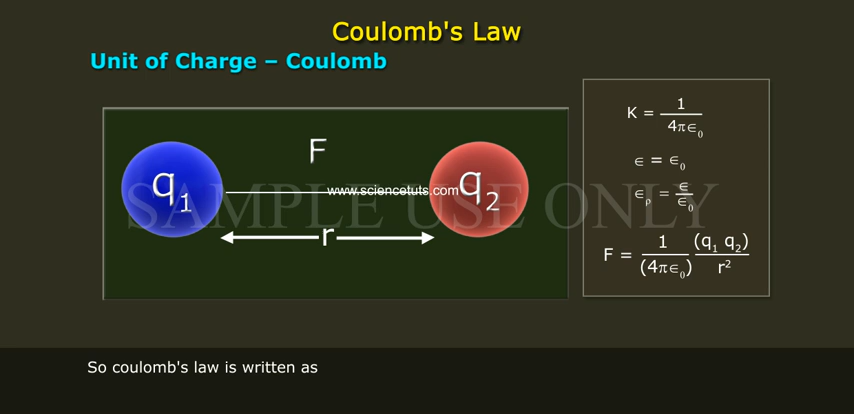 Coulomb's Law
Unit of Charge – Coulomb
F
q₁
www.sciencetuts.com
q₂
SAMPLE USE ONLY
r
K = 1 / 4π∈₀
∈ = ∈₀
∈ᵨ = ∈ / ∈₀
F = 1 / (4π∈₀) (q₁ q₂) / r²
So coulomb's law is written as